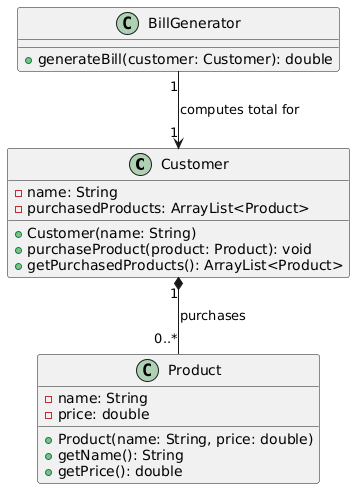 C BillGenerator
generateBill(customer: Customer): double
1
computes total for
1
C Customer
name: String
purchasedProducts: ArrayList<Product>
Customer(name: String)
purchaseProduct(product: Product): void
getPurchasedProducts(): ArrayList<Product>
1
purchases
0..*
C Product
name: String
price: double
Product(name: String, price: double)
getName(): String
getPrice(): double